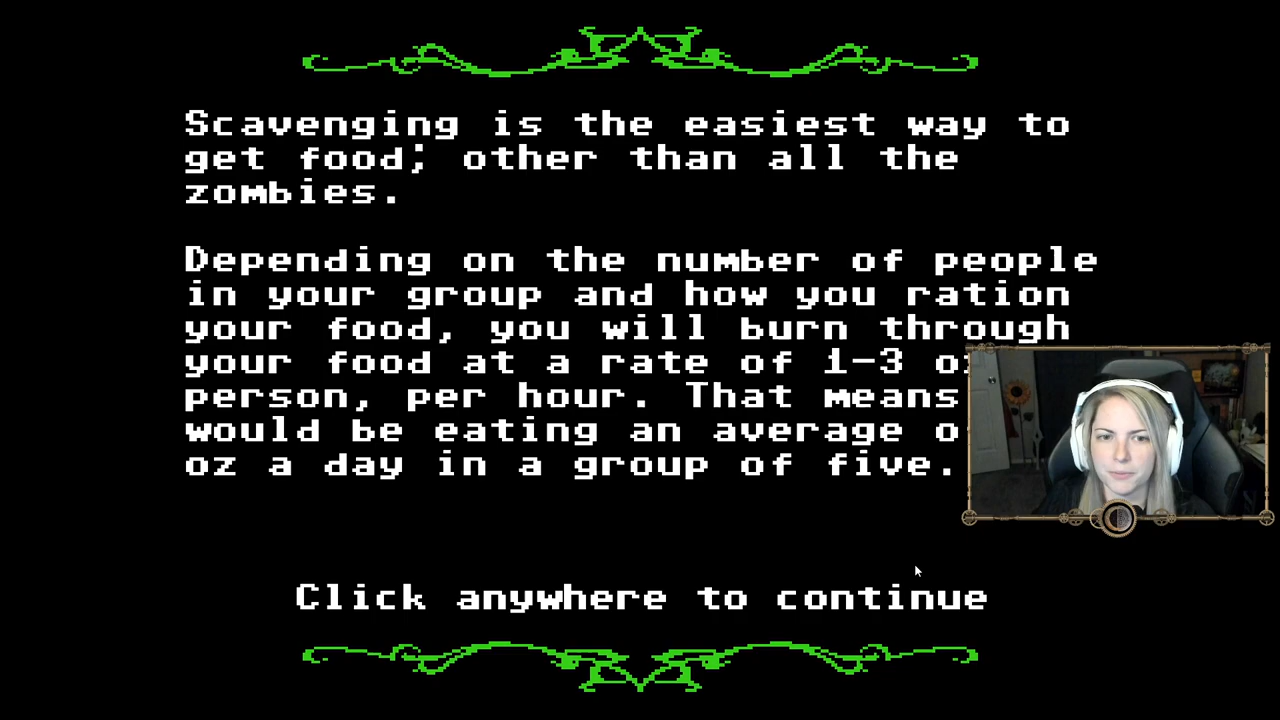 Scavenging is the easiest way to
get food; other than all the
zombies.
Depending on the number of people
in your group and how you ration
your food, you will burn through
your food at a rate of 1-3
person, per hour. That means
would be eating an average
oz a day in a group of five.
Click anywhere to continue